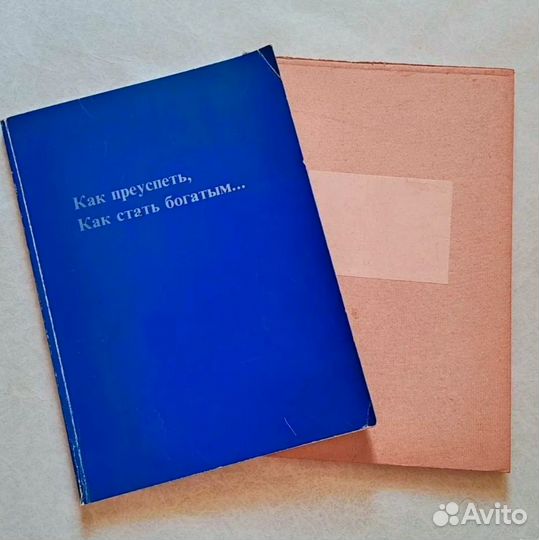 Как преуспеть,
Как стать богатым...
Avito